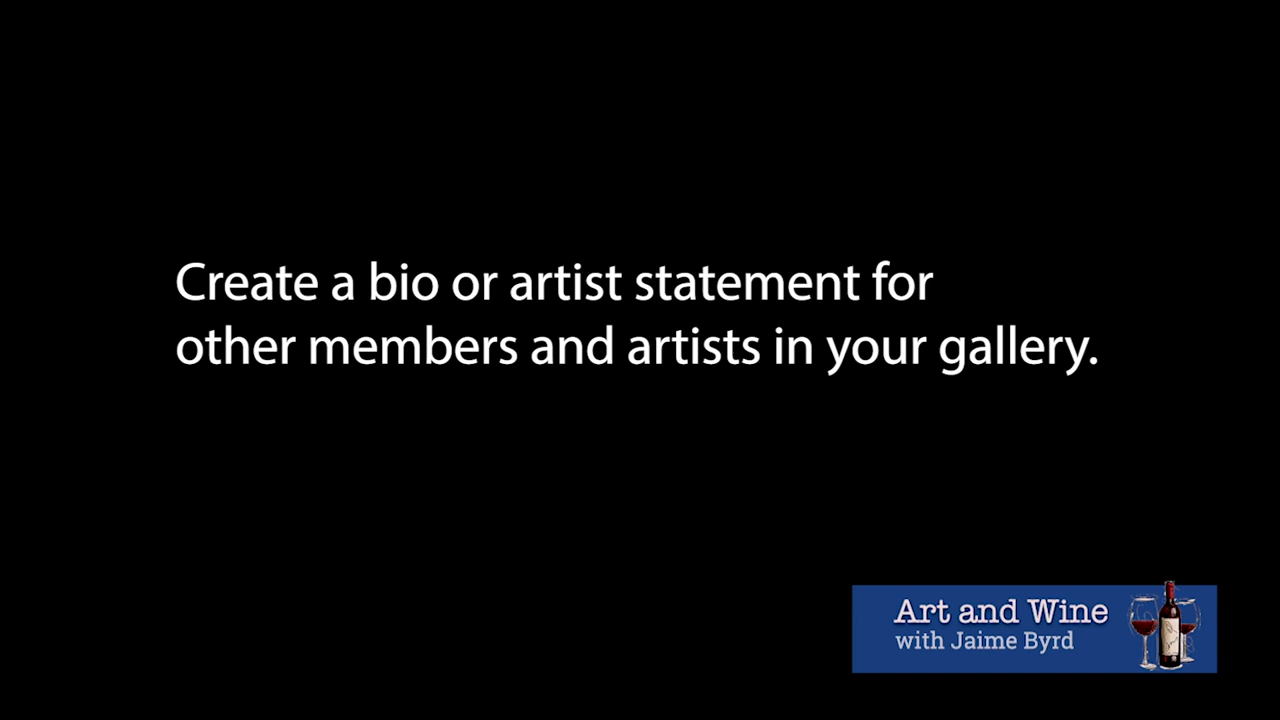 Create a bio or artist statement for
other members and artists in your gallery.
Art and Wine
with Jaime Byrd